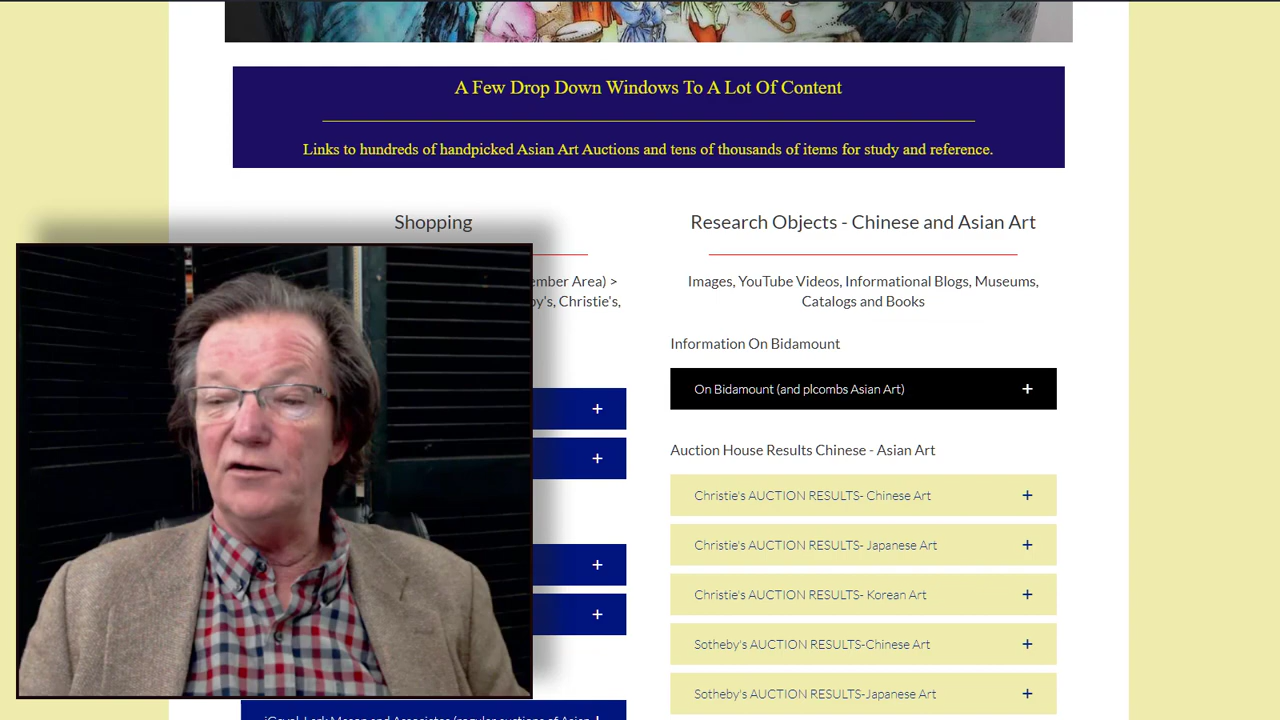 A Few Drop Down Windows To A Lot Of Content
Links to hundreds of handpicked Asian Art Auctions and tens of thousands of items for study and reference.
Shopping
ember Area) >
by's, Christie's,
Research Objects - Chinese and Asian Art
Images, YouTube Videos, Informational Blogs, Museums,
Catalogs and Books
Information On Bidamount
On Bidamount (and plcombs Asian Art)
Auction House Results Chinese - Asian Art
Christie's AUCTION RESULTS- Chinese Art
Christie's AUCTION RESULTS- Japanese Art
Christie's AUCTION RESULTS- Korean Art
Sotheby's AUCTION RESULTS-Chinese Art
Sotheby's AUCTION RESULTS-Japanese Art